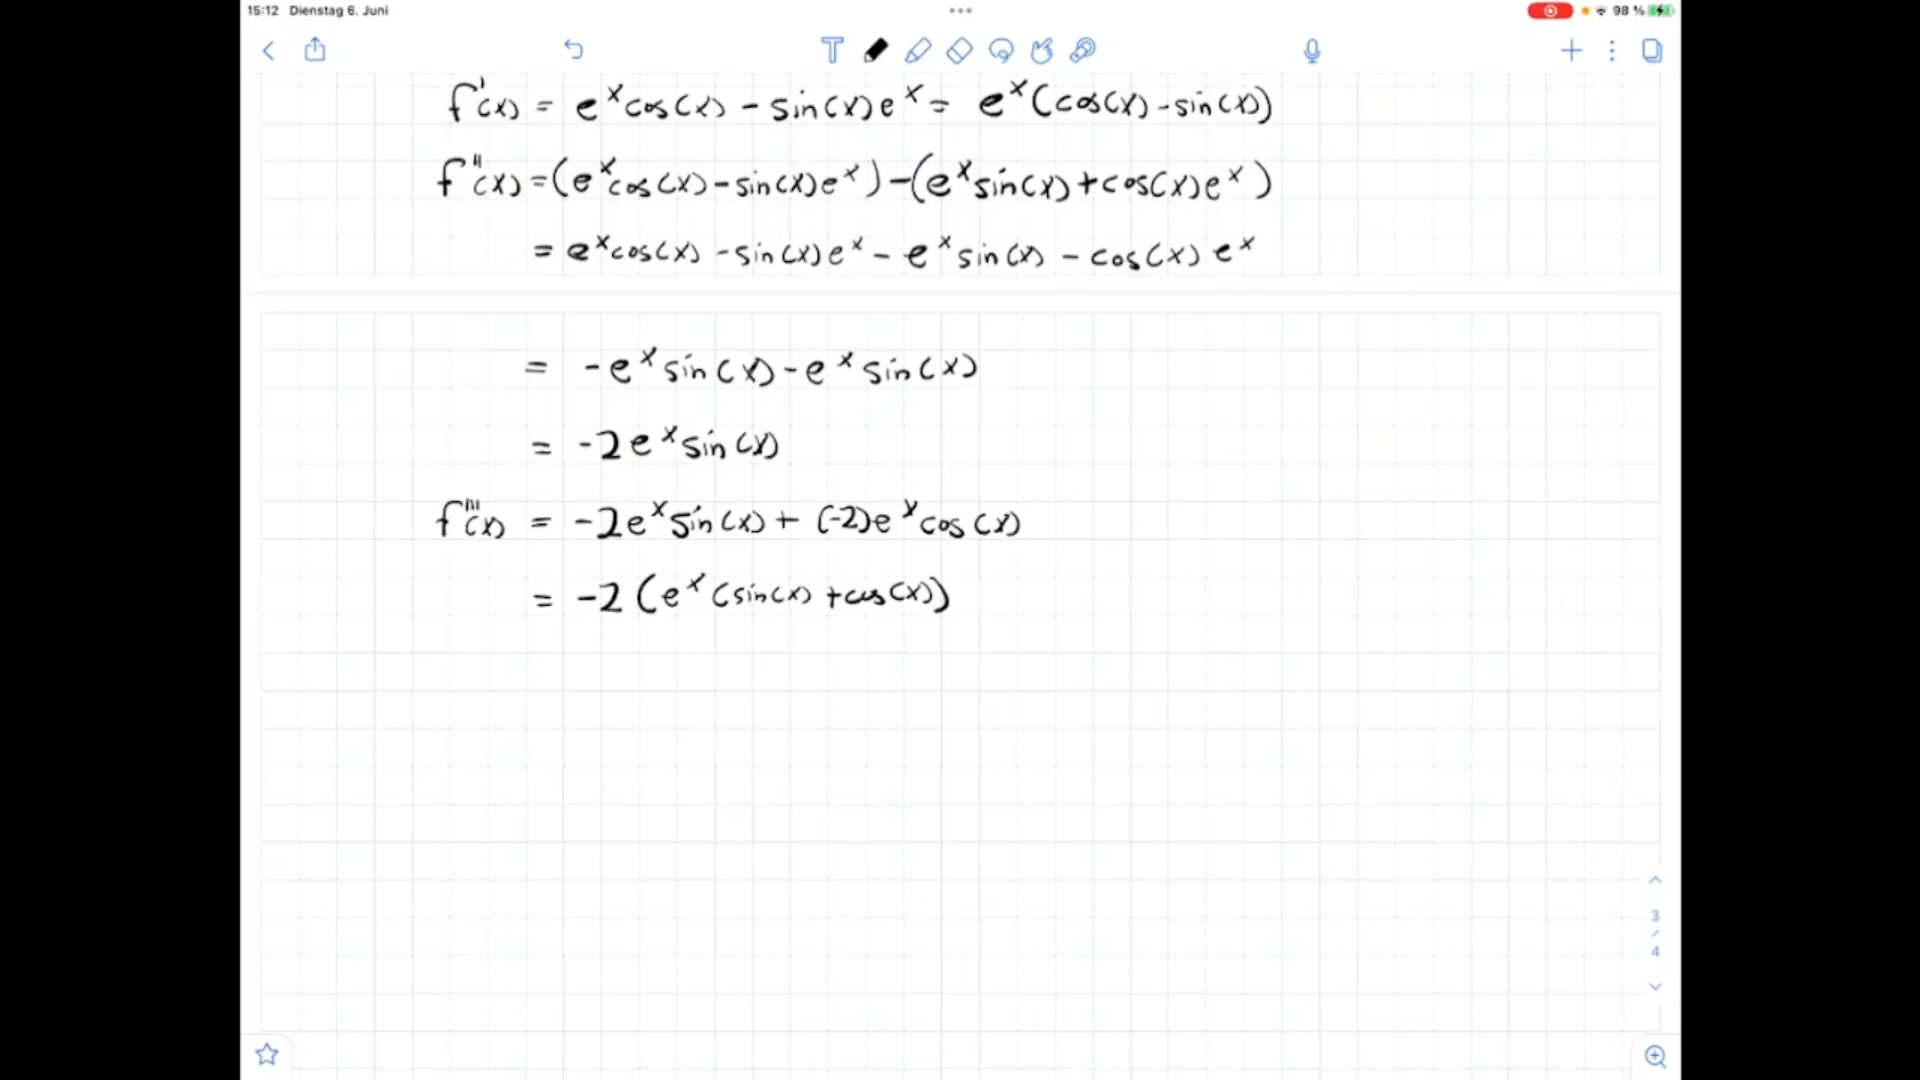 15:12 Dienstag 6. Juni
98 %
f'(x) = e^x cos(x) - sin(x) e^x = e^x (cos(x) - sin(x))
f''(x) = (e^x cos(x) - sin(x) e^x) - (e^x sin(x) + cos(x) e^x)
= e^x cos(x) - sin(x) e^x - e^x sin(x) - cos(x) e^x
= -e^x sin(x) - e^x sin(x)
= -2 e^x sin(x)
f'''(x) = -2 e^x sin(x) + (-2) e^x cos(x)
= -2 (e^x (sin(x) + cos(x))
3
/
4